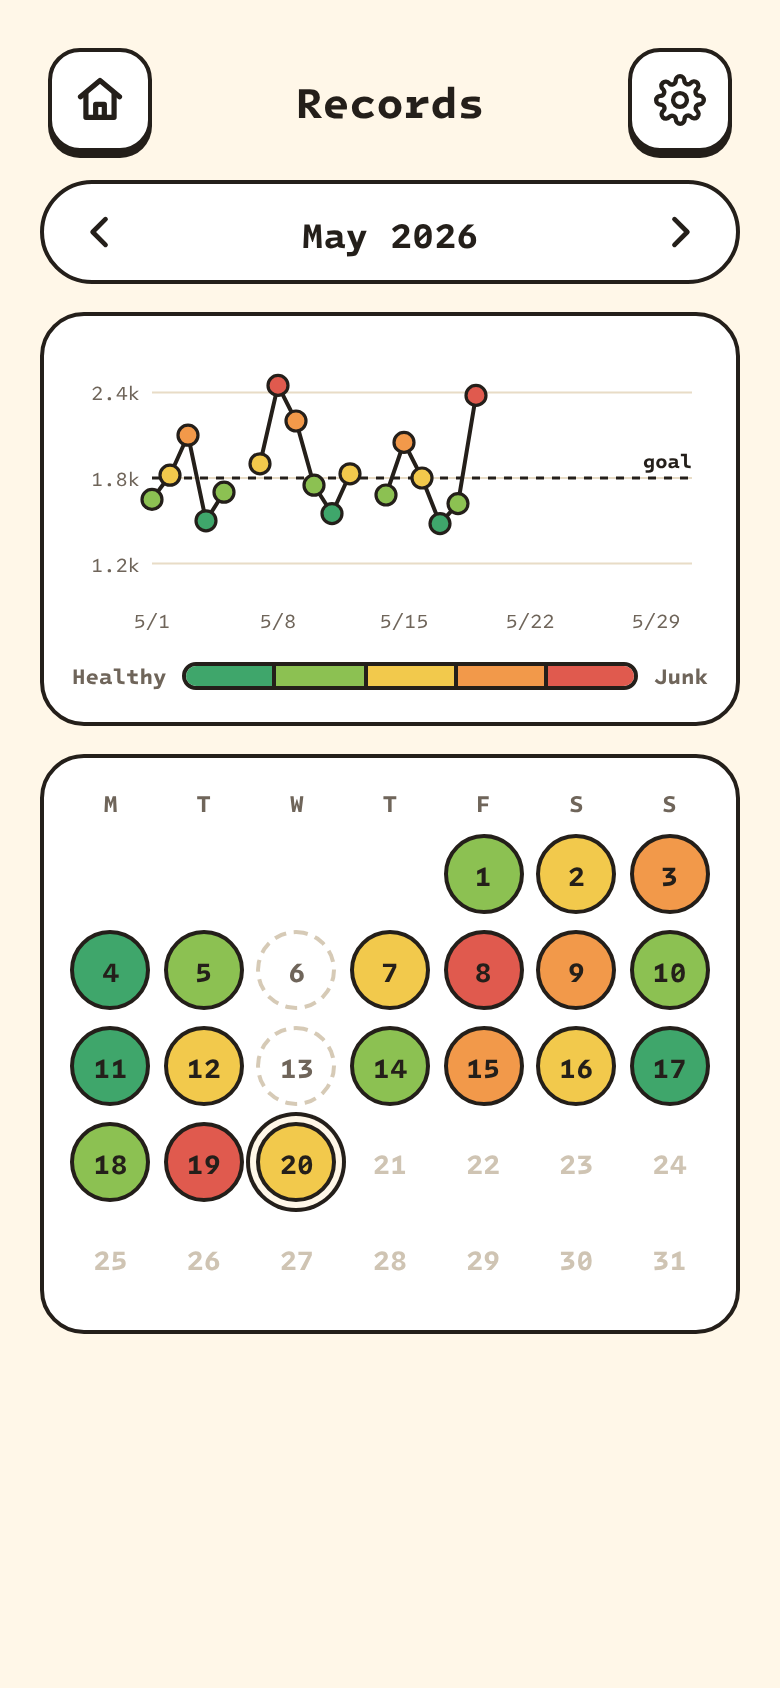 Records
May 2026
2.4k
goal
1.8k
1.2k
5/1 5/8 5/15 5/22 5/29
Healthy Junk
M T W T F S S
1 2 3
4 5 6 7 8 9 10
11 12 13 14 15 16 17
18 19 20 21 22 23 24
25 26 27 28 29 30 31